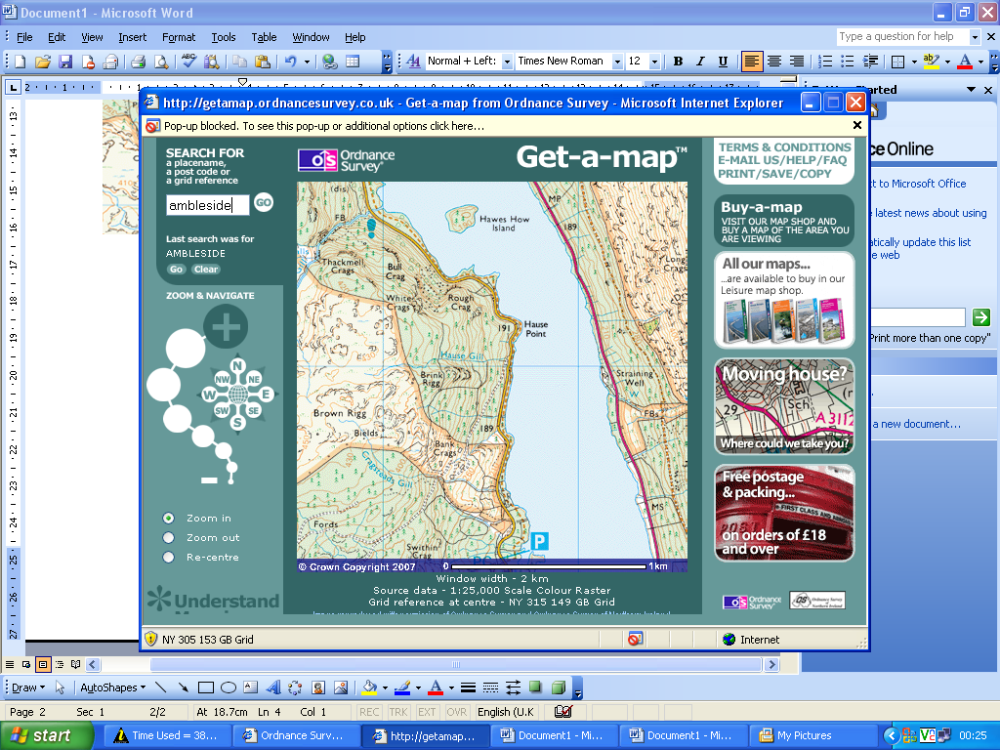 Document1 - Microsoft Word
File Edit View Insert Format Tools Table Window Help
Type a question for help
Normal + Left: Times New Roman 12 B I U
http://getamap.ordnancesurvey.co.uk - Get-a-map from Ordnance Survey - Microsoft Internet Explorer
Pop-up blocked. To see this pop-up or additional options click here...
SEARCH FOR
a placename,
a post code or
a grid reference
ambleside GO
Last search was for
AMBLESIDE
Go Clear
ZOOM & NAVIGATE
N
NW NE
W E
SW SE
S
Zoom in
Zoom out
Re-centre
Understand
Ordnance
Survey
Get-a-map™
FB
Hawes How
Island
MP
189
Thackmell
Crags
Bull
Crag
White
Crags
Rough
Crag
191
Hause
Point
Hause Gill
Brink
Rigg
Straining
Well
Brown Rigg
Bields
189
FBs
Bank
Crags
Cragsteads Gill
Fords
MS
Swithin
Crag
P
© Crown Copyright 2007 0 1km
Window width - 2 km
Source data - 1:25,000 Scale Colour Raster
Grid reference at centre - NY 315 149 GB Grid
TERMS & CONDITIONS
E-MAIL US/HELP/FAQ
PRINT/SAVE/COPY
Buy-a-map
VISIT OUR MAP SHOP AND
BUY A MAP OF THE AREA YOU
ARE VIEWING
All our maps...
...are available to buy in our
Leisure map shop.
Moving house?
Sch
29
A 3112
Where could we take you?
Free postage
& packing...
FIRST CLASS AND
on orders of £18
and over
Ordnance
Survey
NY 305 153 GB Grid Internet
ce Online
ct to Microsoft Office
latest news about using
atically update this list
e web
Print more than one copy"
a new document...
Draw AutoShapes
Page 2 Sec 1 2/2 At 18.7cm Ln 4 Col 1 REC TRK EXT OVR English (U.K
start Time Used = 38... Ordnance Surv... http://getamap... Document1 - Mi... Document1 - Mi... My Pictures 00:25